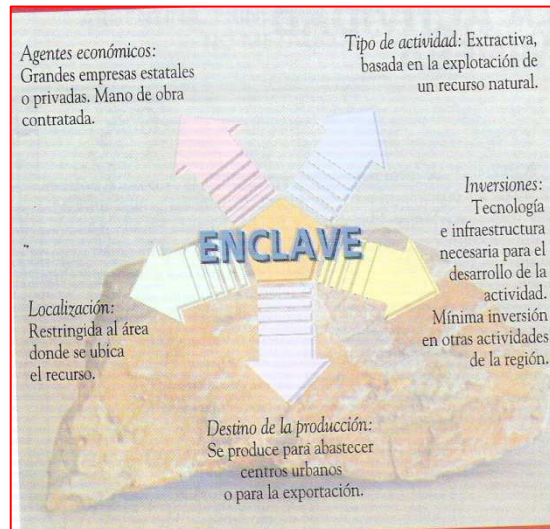 Agentes económicos:
Grandes empresas estatales
o privadas. Mano de obra
contratada.
Tipo de actividad: Extractiva,
basada en la explotación de
un recurso natural.
ENCLAVE
Inversiones:
Tecnología
e infraestructura
necesaria para el
desarrollo de la
actividad.
Mínima inversión
en otras actividades
de la región.
Localización:
Restringida al área
donde se ubica
el recurso.
Destino de la producción:
Se produce para abastecer
centros urbanos
o para la exportación.